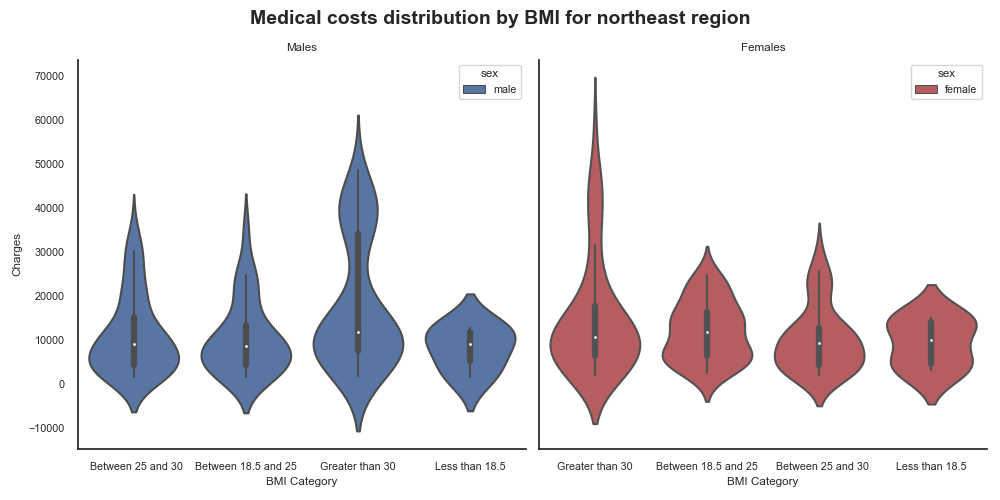 Medical costs distribution by BMI for northeast region
Males
Females
sex
male
sex
female
70000
60000
50000
40000
30000
20000
10000
0
−10000
Charges
Between 25 and 30
Between 18.5 and 25
Greater than 30
Less than 18.5
Greater than 30
Between 18.5 and 25
Between 25 and 30
Less than 18.5
BMI Category
BMI Category